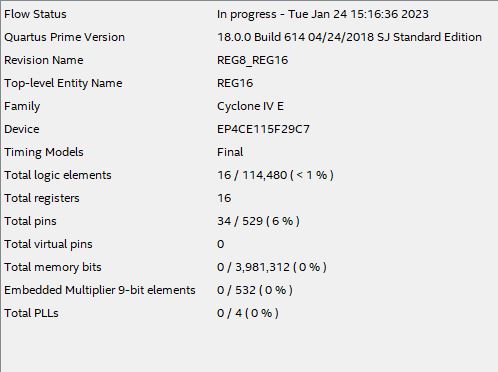 Flow Status In progress - Tue Jan 24 15:16:36 2023
Quartus Prime Version 18.0.0 Build 614 04/24/2018 SJ Standard Edition
Revision Name REG8_REG16
Top-level Entity Name REG16
Family Cyclone IV E
Device EP4CE115F29C7
Timing Models Final
Total logic elements 16 / 114,480 ( < 1 % )
Total registers 16
Total pins 34 / 529 ( 6 % )
Total virtual pins 0
Total memory bits 0 / 3,981,312 ( 0 % )
Embedded Multiplier 9-bit elements 0 / 532 ( 0 % )
Total PLLs 0 / 4 ( 0 % )